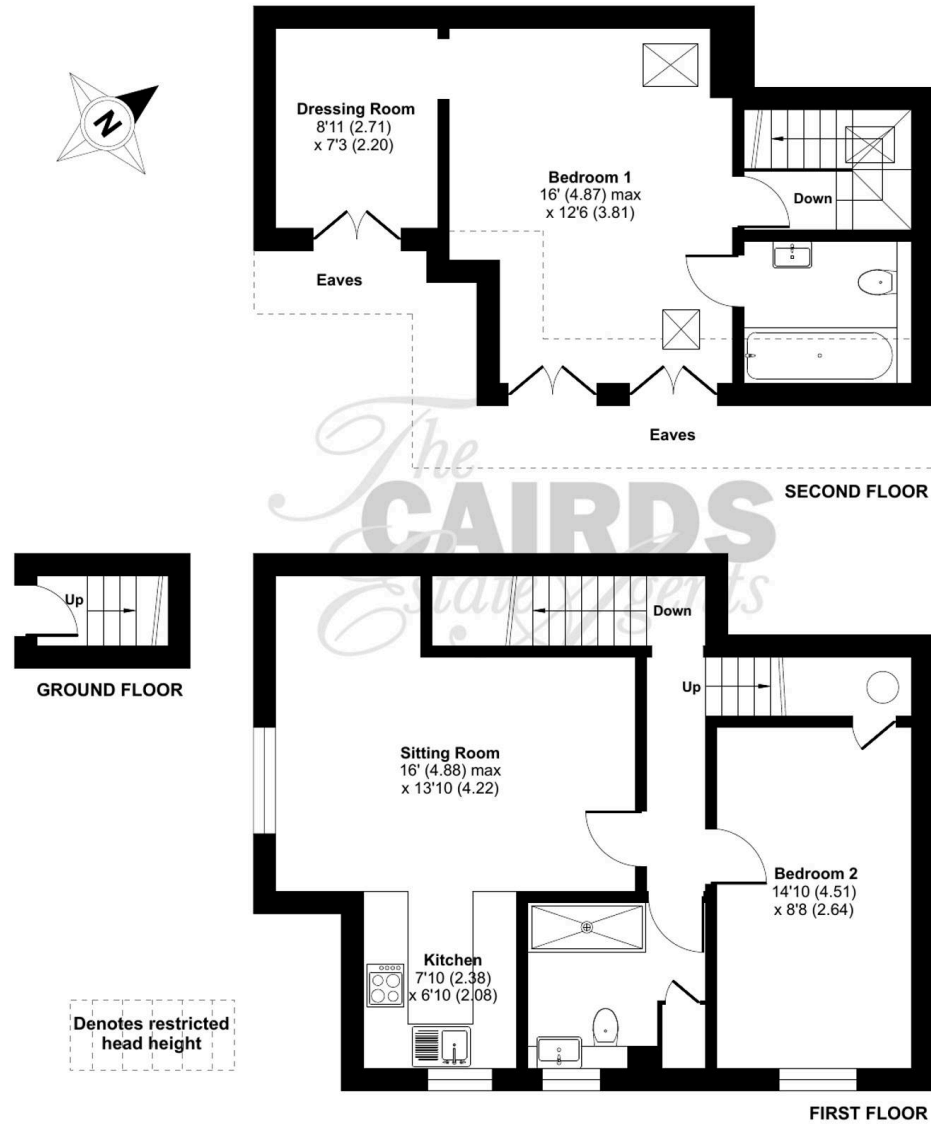 N
Dressing Room
8'11 (2.71)
x 7'3 (2.20)
Bedroom 1
16' (4.87) max
x 12'6 (3.81)
Down
Eaves
Eaves
SECOND FLOOR
The
CAIRDS
Estate Agents
Up
GROUND FLOOR
Down
Up
Sitting Room
16' (4.88) max
x 13'10 (4.22)
Bedroom 2
14'10 (4.51)
x 8'8 (2.64)
Kitchen
7'10 (2.38)
x 6'10 (2.08)
Denotes restricted
head height
FIRST FLOOR